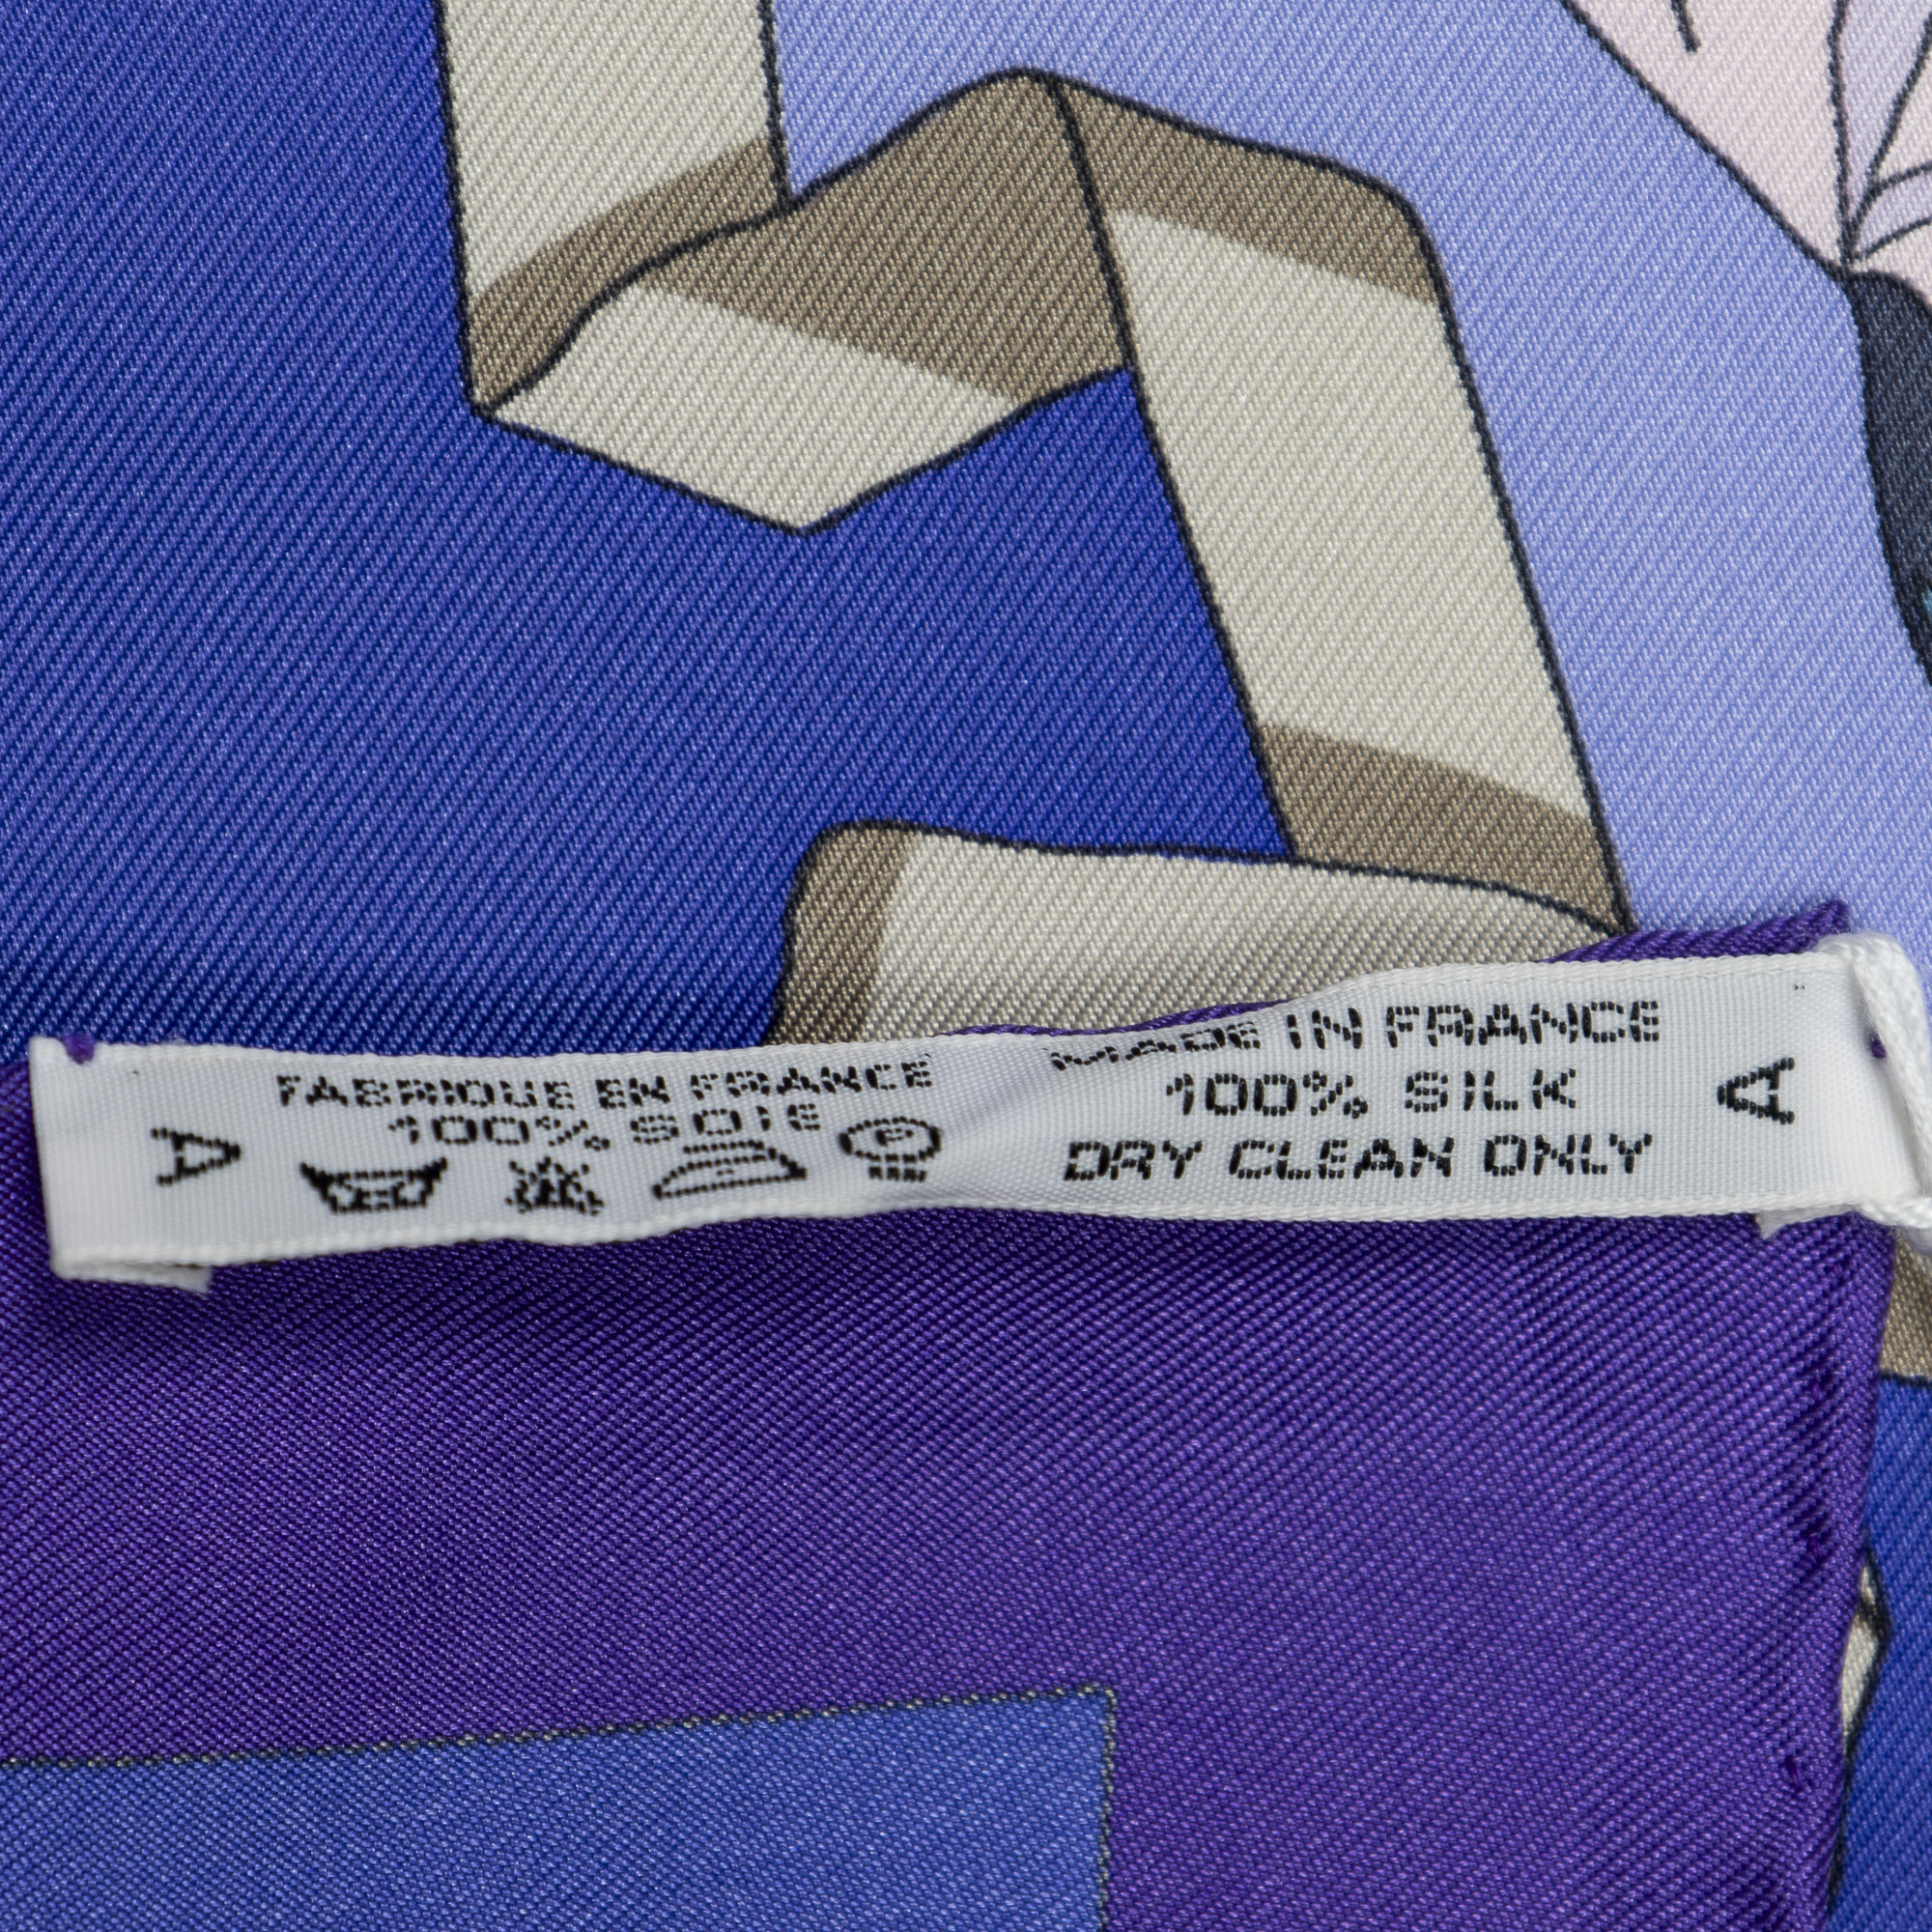 A
FABRIQUE EN FRANCE
100% SOIE
P
MADE IN FRANCE
100% SILK
DRY CLEAN ONLY
A